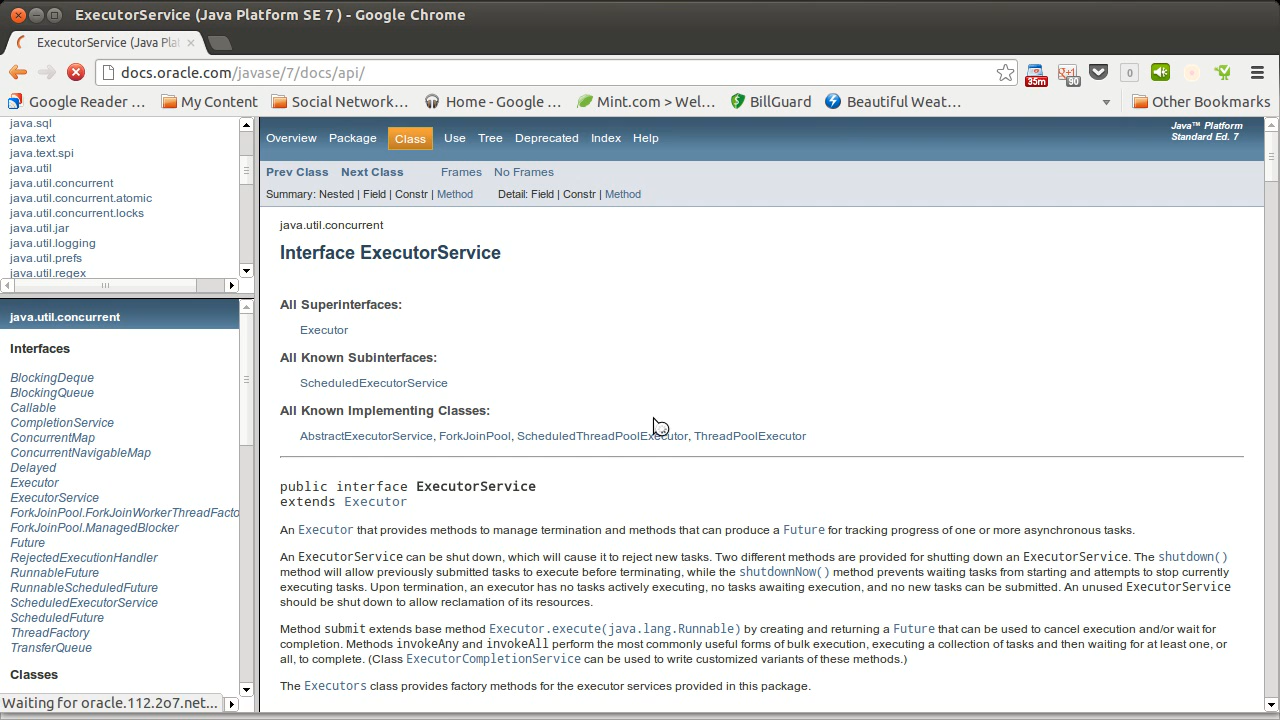 ExecutorService (Java Platform SE 7 ) - Google Chrome
ExecutorService (Java Pla
docs.oracle.com/javase/7/docs/api/
35m
90
0
Google Reader ...
My Content
Social Network...
Home - Google ...
Mint.com > Wel...
BillGuard
Beautiful Weat...
Other Bookmarks
java.sql
java.text
java.text.spi
java.util
java.util.concurrent
java.util.concurrent.atomic
java.util.concurrent.locks
java.util.jar
java.util.logging
java.util.prefs
java.util.regex
java.util.concurrent
Interfaces
BlockingDeque
BlockingQueue
Callable
CompletionService
ConcurrentMap
ConcurrentNavigableMap
Delayed
Executor
ExecutorService
ForkJoinPool.ForkJoinWorkerThreadFacto
ForkJoinPool.ManagedBlocker
Future
RejectedExecutionHandler
RunnableFuture
RunnableScheduledFuture
ScheduledExecutorService
ScheduledFuture
ThreadFactory
TransferQueue
Classes
Waiting for oracle.112.2o7.net...
Overview Package Class Use Tree Deprecated Index Help
Java™ Platform
Standard Ed. 7
Prev Class Next Class Frames No Frames
Summary: Nested | Field | Constr | Method Detail: Field | Constr | Method
java.util.concurrent
Interface ExecutorService
All Superinterfaces:
Executor
All Known Subinterfaces:
ScheduledExecutorService
All Known Implementing Classes:
AbstractExecutorService, ForkJoinPool, ScheduledThreadPoolExecutor, ThreadPoolExecutor
public interface ExecutorService
extends Executor
An Executor that provides methods to manage termination and methods that can produce a Future for tracking progress of one or more asynchronous tasks.
An ExecutorService can be shut down, which will cause it to reject new tasks. Two different methods are provided for shutting down an ExecutorService. The shutdown()
method will allow previously submitted tasks to execute before terminating, while the shutdownNow() method prevents waiting tasks from starting and attempts to stop currently
executing tasks. Upon termination, an executor has no tasks actively executing, no tasks awaiting execution, and no new tasks can be submitted. An unused ExecutorService
should be shut down to allow reclamation of its resources.
Method submit extends base method Executor.execute(java.lang.Runnable) by creating and returning a Future that can be used to cancel execution and/or wait for
completion. Methods invokeAny and invokeAll perform the most commonly useful forms of bulk execution, executing a collection of tasks and then waiting for at least one, or
all, to complete. (Class ExecutorCompletionService can be used to write customized variants of these methods.)
The Executors class provides factory methods for the executor services provided in this package.